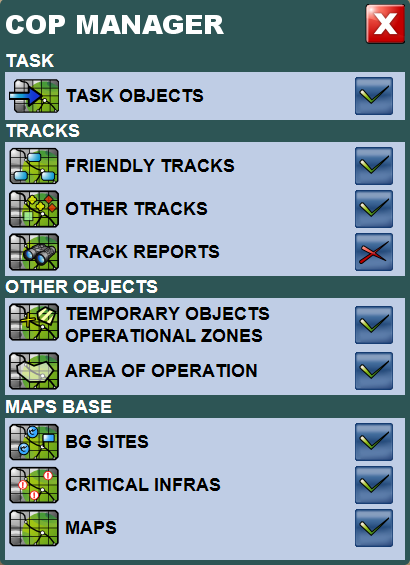 COP MANAGER
TASK
TASK OBJECTS
TRACKS
FRIENDLY TRACKS
OTHER TRACKS
TRACK REPORTS
OTHER OBJECTS
TEMPORARY OBJECTS
OPERATIONAL ZONES
AREA OF OPERATION
MAPS BASE
BG SITES
CRITICAL INFRAS
MAPS